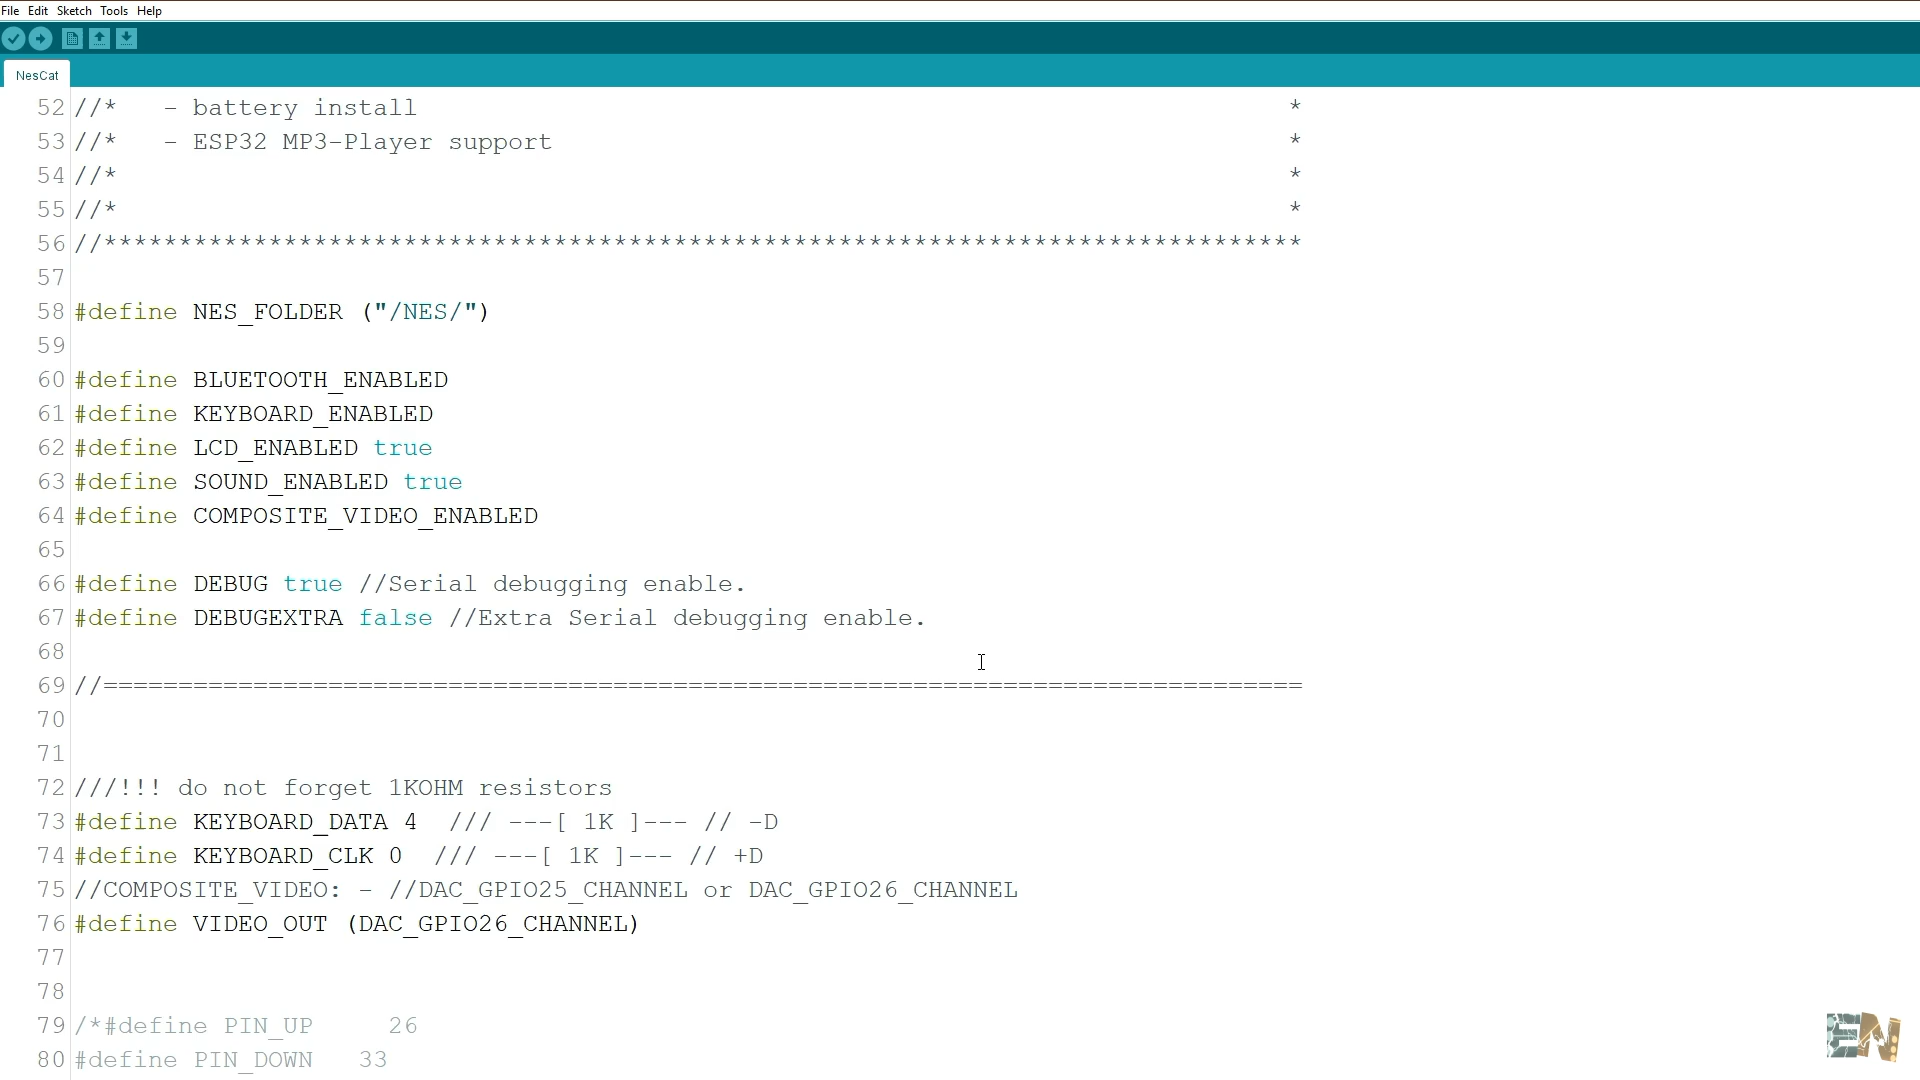 File Edit Sketch Tools Help
NesCat
52 //*   - battery install *
53 //*   - ESP32 MP3-Player support *
54 //* *
55 //* *
56 //********************************************************************************
57
58 #define NES_FOLDER ("/NES/")
59
60 #define BLUETOOTH_ENABLED
61 #define KEYBOARD_ENABLED
62 #define LCD_ENABLED true
63 #define SOUND_ENABLED true
64 #define COMPOSITE_VIDEO_ENABLED
65
66 #define DEBUG true //Serial debugging enable.
67 #define DEBUGEXTRA false //Extra Serial debugging enable.
68
69 //================================================================================
70
71
72 ///!!! do not forget 1KOHM resistors
73 #define KEYBOARD_DATA 4  /// ---[ 1K ]--- // -D
74 #define KEYBOARD_CLK 0  /// ---[ 1K ]--- // +D
75 //COMPOSITE_VIDEO: - //DAC_GPIO25_CHANNEL or DAC_GPIO26_CHANNEL
76 #define VIDEO_OUT (DAC_GPIO26_CHANNEL)
77
78
79 /*#define PIN_UP     26
80 #define PIN_DOWN   33
EN